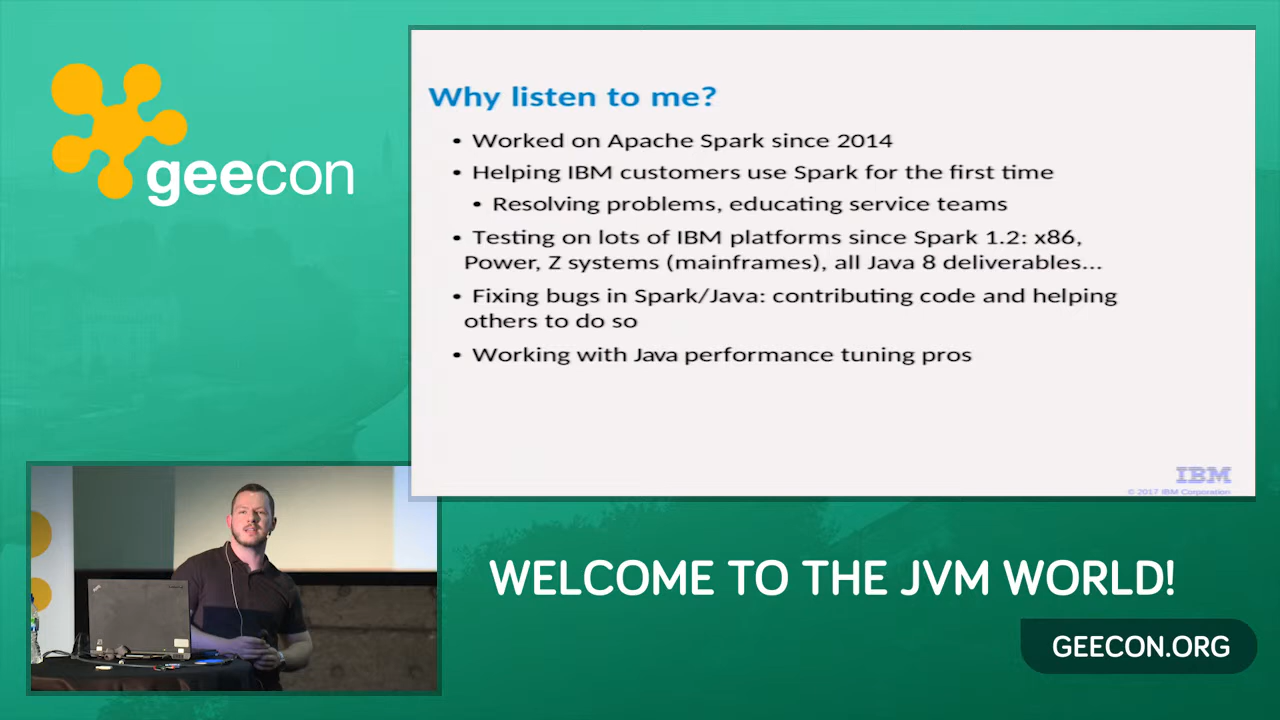 geecon
Why listen to me?
• Worked on Apache Spark since 2014
• Helping IBM customers use Spark for the first time
• Resolving problems, educating service teams
• Testing on lots of IBM platforms since Spark 1.2: x86,
Power, Z systems (mainframes), all Java 8 deliverables...
• Fixing bugs in Spark/Java: contributing code and helping
others to do so
• Working with Java performance tuning pros
IBM
© 2017 IBM Corporation
WELCOME TO THE JVM WORLD!
GEECON.ORG